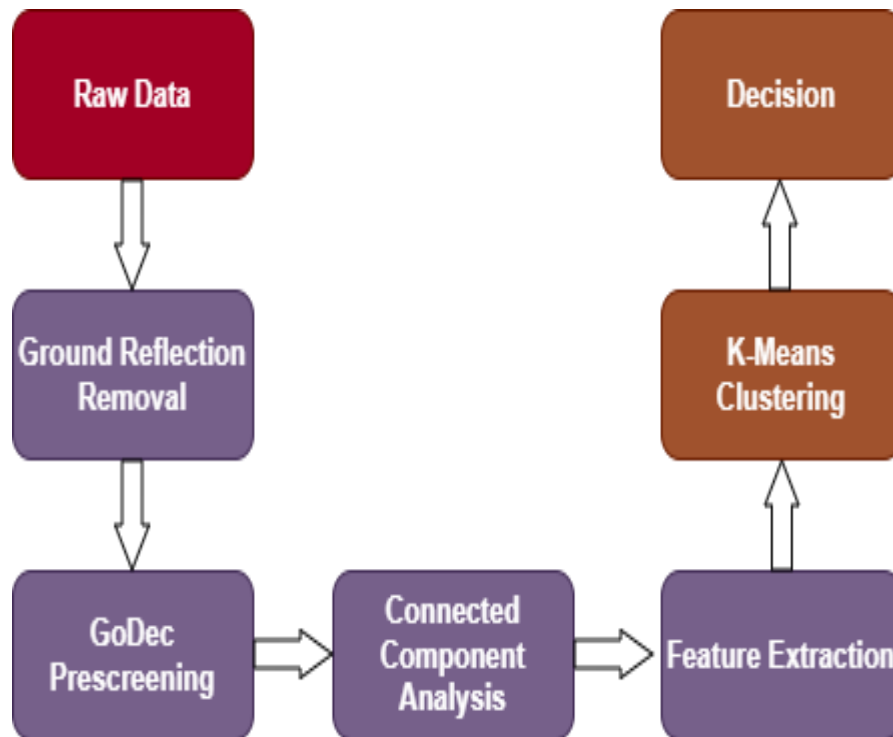 Raw Data
Ground Reflection
Removal
GoDec
Prescreening
Connected
Component
Analysis
Feature Extraction
K-Means
Clustering
Decision